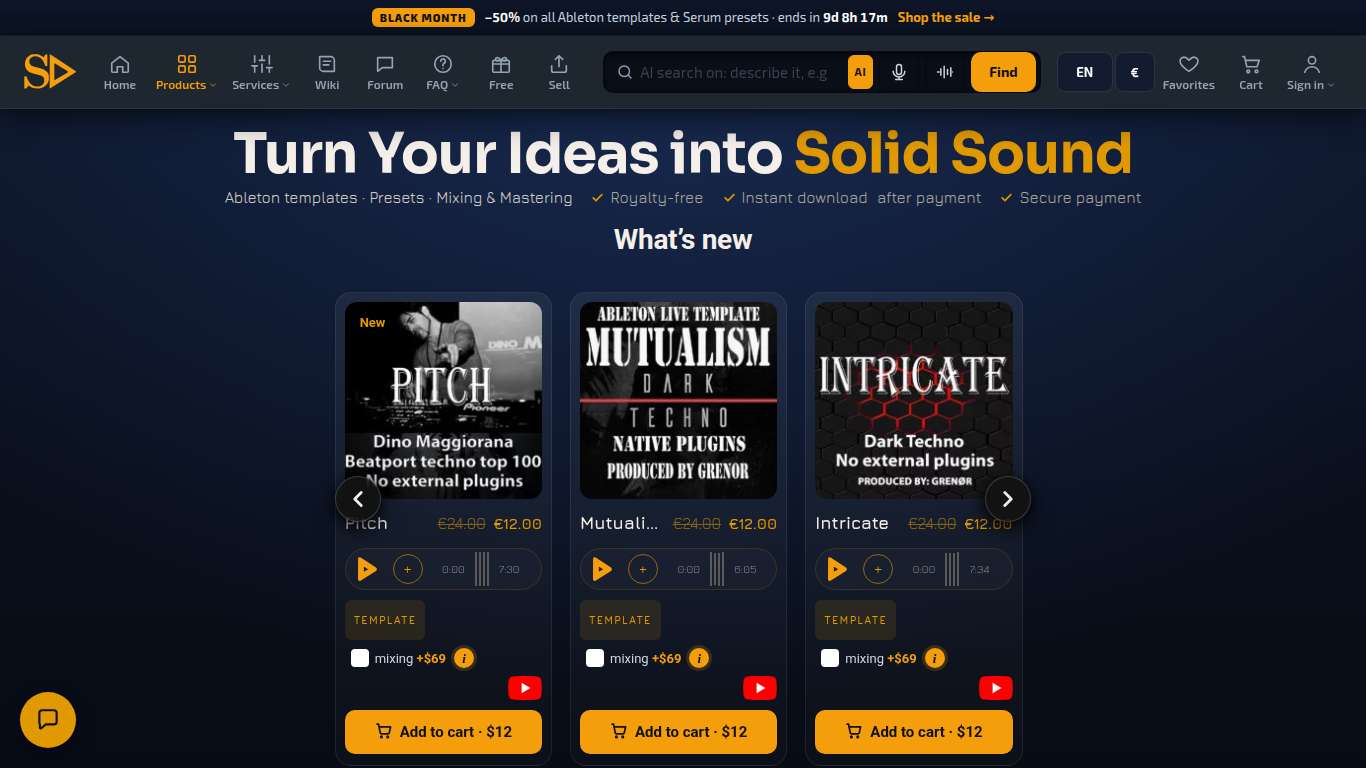 BLACK MONTH −50% on all Ableton templates & Serum presets · ends in 9d 8h 17m Shop the sale →
SD
Home Products Services Wiki Forum FAQ Free Sell
AI search on: describe it, e.g AI Find EN € Favorites Cart Sign in
Turn Your Ideas into Solid Sound
Ableton templates · Presets · Mixing & Mastering ✓ Royalty-free ✓ Instant download after payment ✓ Secure payment
What's new
New
DINO M
PITCH
Pioneer
Dino Maggiorana
Beatport techno top 100
No external plugins
Pitch €24.00 €12.00
0:00 7:30
TEMPLATE
mixing +$69 i
Add to cart · $12
ABLETON LIVE TEMPLATE
MUTUALISM
DARK
TECHNO
NATIVE PLUGINS
PRODUCED BY GRENOR
Mutuali... €24.00 €12.00
0:00 6:05
TEMPLATE
mixing +$69 i
Add to cart · $12
INTRICATE
Dark Techno
No external plugins
PRODUCED BY: GRENØR
Intricate €24.00 €12.00
0:00 7:34
TEMPLATE
mixing +$69 i
Add to cart · $12